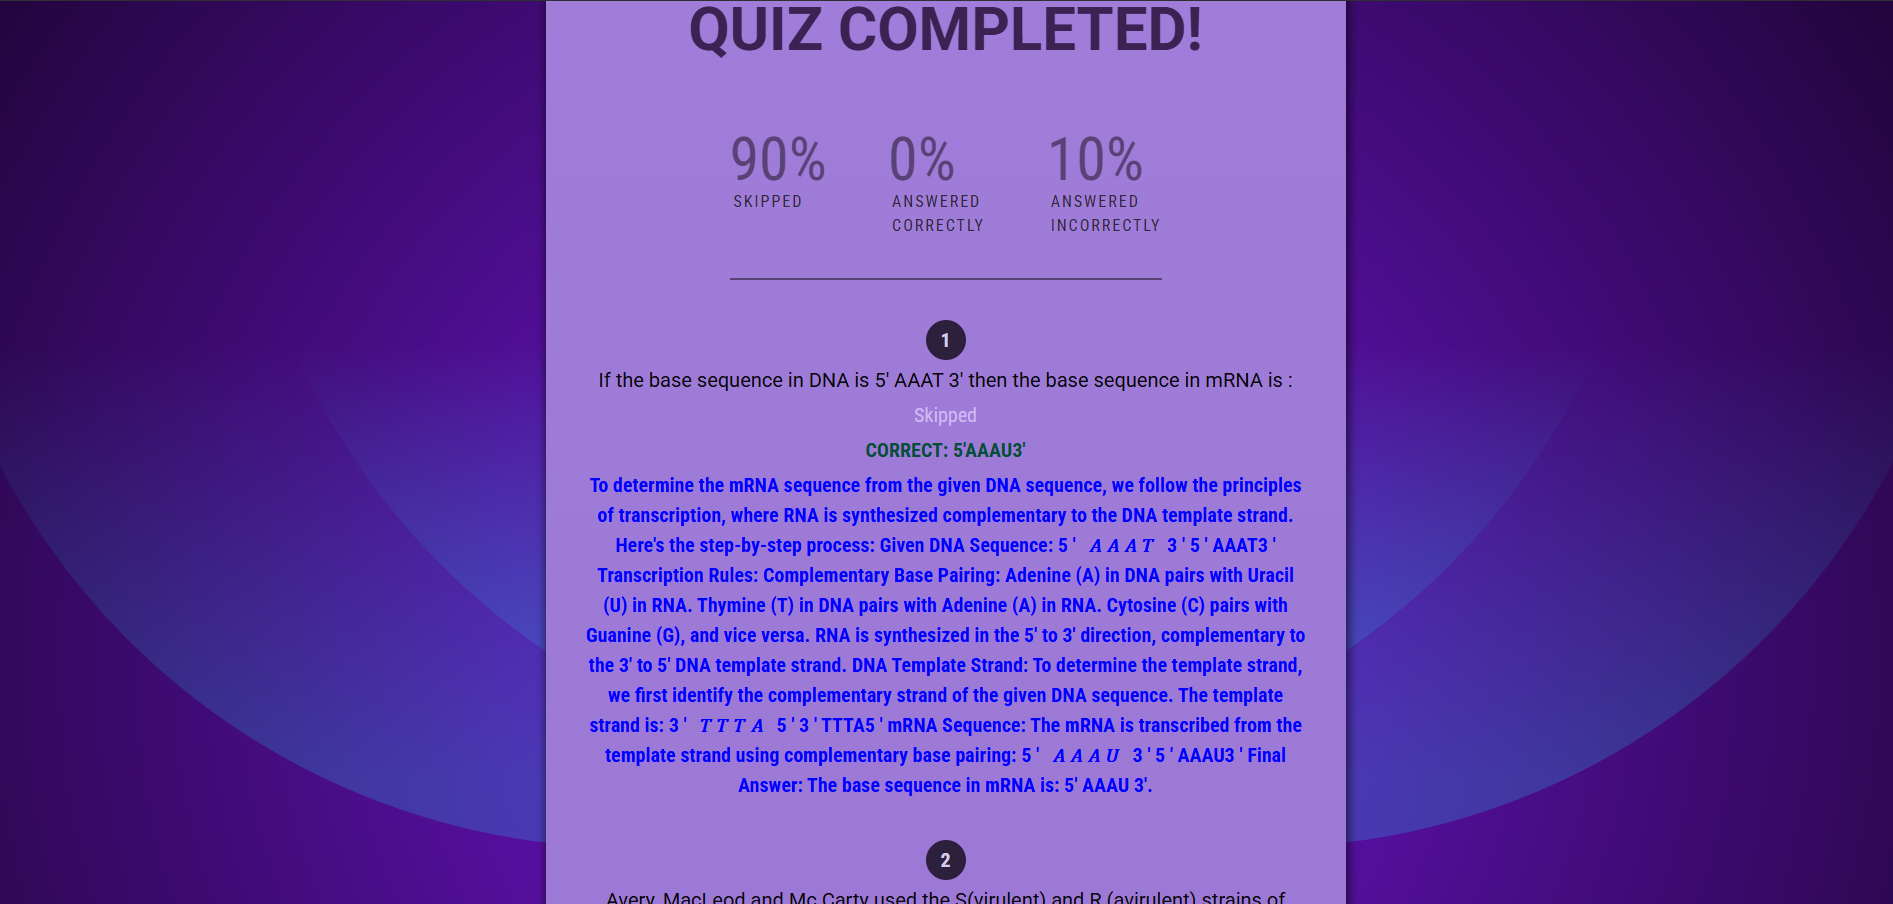 QUIZ COMPLETED!
90% 0% 10%
SKIPPED ANSWERED ANSWERED
CORRECTLY INCORRECTLY
1
If the base sequence in DNA is 5' AAAT 3' then the base sequence in mRNA is :
Skipped
CORRECT: 5'AAAU3'
To determine the mRNA sequence from the given DNA sequence, we follow the principles
of transcription, where RNA is synthesized complementary to the DNA template strand.
Here's the step-by-step process: Given DNA Sequence: 5 ' A A A T 3 ' 5 ' AAAT3 '
Transcription Rules: Complementary Base Pairing: Adenine (A) in DNA pairs with Uracil
(U) in RNA. Thymine (T) in DNA pairs with Adenine (A) in RNA. Cytosine (C) pairs with
Guanine (G), and vice versa. RNA is synthesized in the 5' to 3' direction, complementary to
the 3' to 5' DNA template strand. DNA Template Strand: To determine the template strand,
we first identify the complementary strand of the given DNA sequence. The template
strand is: 3 ' T T T A 5 ' 3 ' TTTA5 ' mRNA Sequence: The mRNA is transcribed from the
template strand using complementary base pairing: 5 ' A A A U 3 ' 5 ' AAAU3 ' Final
Answer: The base sequence in mRNA is: 5' AAAU 3'.
2
Avery, MacLeod and Mc Carty used the S(virulent) and R (avirulent) strains of